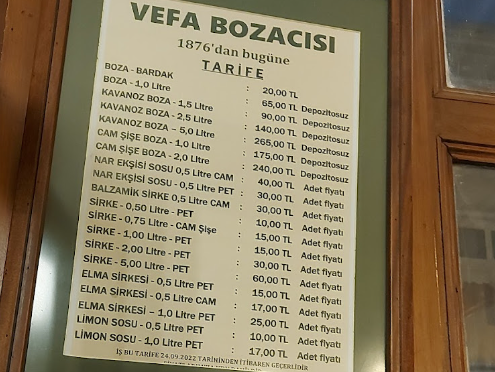 VEFA BOZACISI
1876'dan bugüne
TARİFE
BOZA - BARDAK : 20,00 TL
BOZA - 1,0 Litre : 65,00 TL Depozitosuz
KAVANOZ BOZA - 1,5 Litre : 90,00 TL Depozitosuz
KAVANOZ BOZA - 2,5 Litre : 140,00 TL Depozitosuz
KAVANOZ BOZA – 5,0 Litre : 265,00 TL Depozitosuz
CAM ŞİŞE BOZA - 1,0 Litre : 175,00 TL Depozitosuz
CAM ŞİŞE BOZA - 2,0 Litre : 240,00 TL Depozitosuz
NAR EKŞİSİ SOSU 0,5 Litre CAM : 40,00 TL Adet fiyatı
NAR EKŞİSİ SOSU - 0,5 Litre PET : 30,00 TL Adet fiyatı
BALZAMİK SİRKE 0,5 Litre CAM : 30,00 TL Adet fiyatı
SİRKE - 0,50 Litre - PET : 10,00 TL Adet fiyatı
SİRKE - 0,75 Litre - CAM Şişe : 15,00 TL Adet fiyatı
SİRKE - 1,00 Litre - PET : 15,00 TL Adet fiyatı
SİRKE - 2,00 Litre - PET : 30,00 TL Adet fiyatı
SİRKE - 5,00 Litre - PET : 60,00 TL Adet fiyatı
ELMA SİRKESİ - 0,5 Litre PET : 15,00 TL Adet fiyatı
ELMA SİRKESİ - 0,5 Litre CAM : 17,00 TL Adet fiyatı
ELMA SİRKESİ – 1,0 Litre PET : 25,00 TL Adet fiyatı
LİMON SOSU - 0,5 Litre PET : 10,00 TL Adet fiyatı
LİMON SOSU - 1,0 Litre PET : 17,00 TL Adet fiyatı
İŞ BU TARİFE 24.09.2022 TARİHİNDEN İTİBAREN GEÇERLİDİR